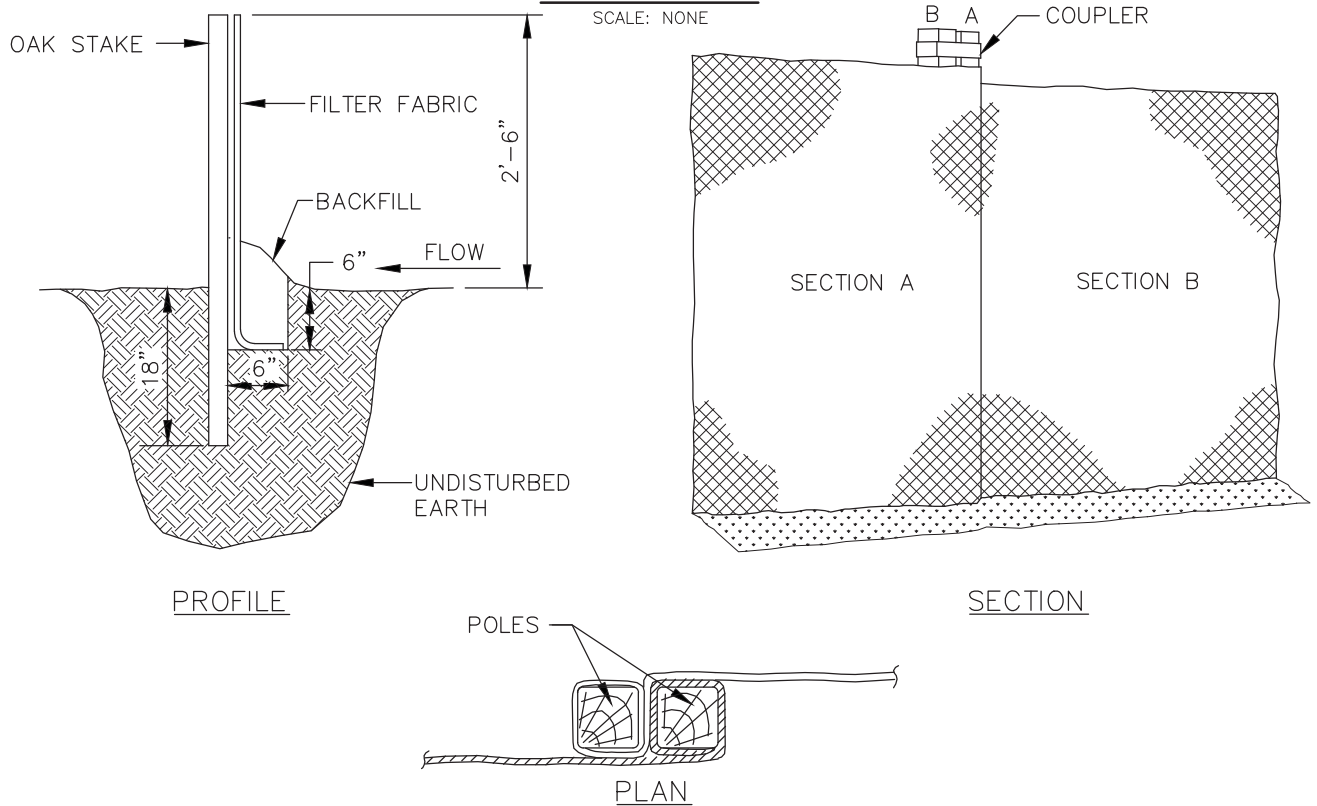 SCALE: NONE
OAK STAKE
FILTER FABRIC
2'-6"
BACKFILL
6"
FLOW
18"
6"
UNDISTURBED
EARTH
PROFILE
B A
COUPLER
SECTION A
SECTION B
SECTION
POLES
PLAN